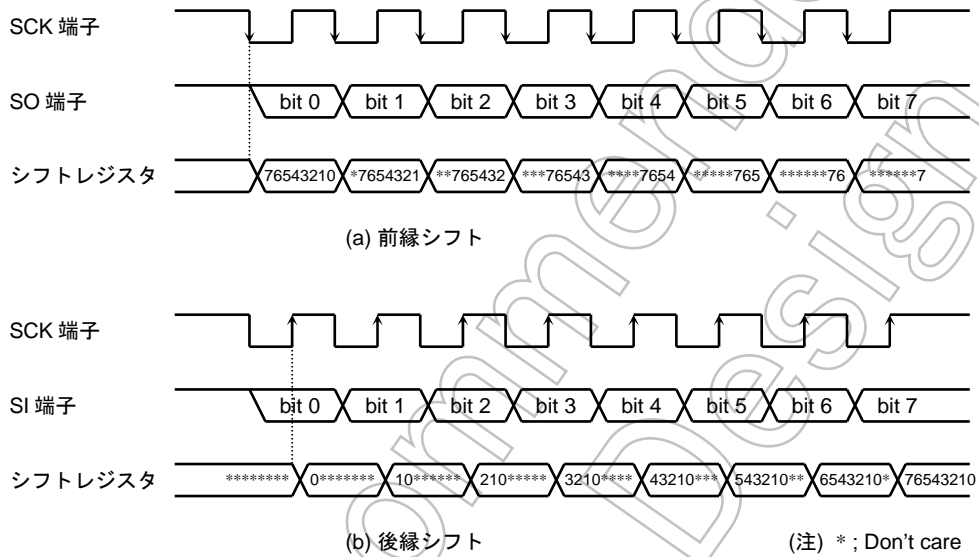 SCK 端子
SO 端子 bit 0 bit 1 bit 2 bit 3 bit 4 bit 5 bit 6 bit 7
シフトレジスタ 76543210 *7654321 **765432 ***76543 ****7654 *****765 ******76 ******7
(a) 前縁シフト
SCK 端子
SI 端子 bit 0 bit 1 bit 2 bit 3 bit 4 bit 5 bit 6 bit 7
シフトレジスタ ******** 0******* 10****** 210***** 3210**** 43210*** 543210** 6543210* 76543210
(b) 後縁シフト (注) * ; Don't care
ommende
Design